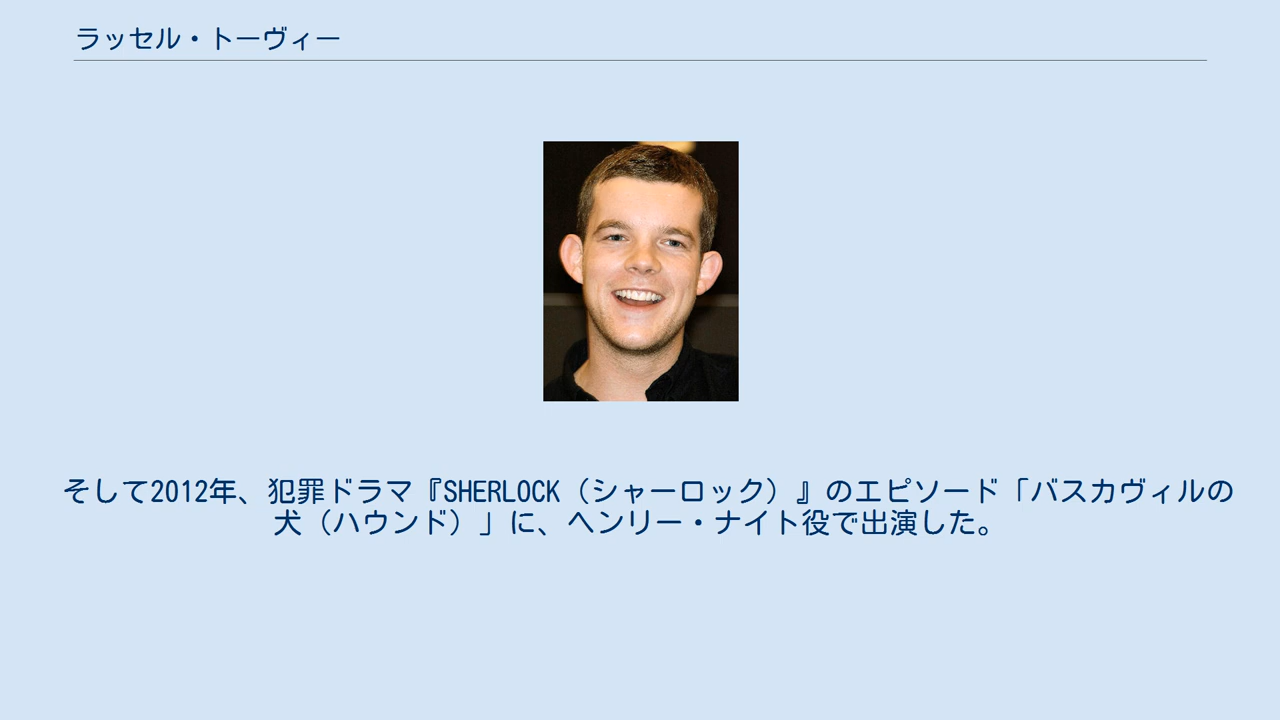 ラッセル・トーヴィー
そして2012年、犯罪ドラマ『SHERLOCK（シャーロック）』のエピソード「バスカヴィルの
犬（ハウンド）」に、ヘンリー・ナイト役で出演した。